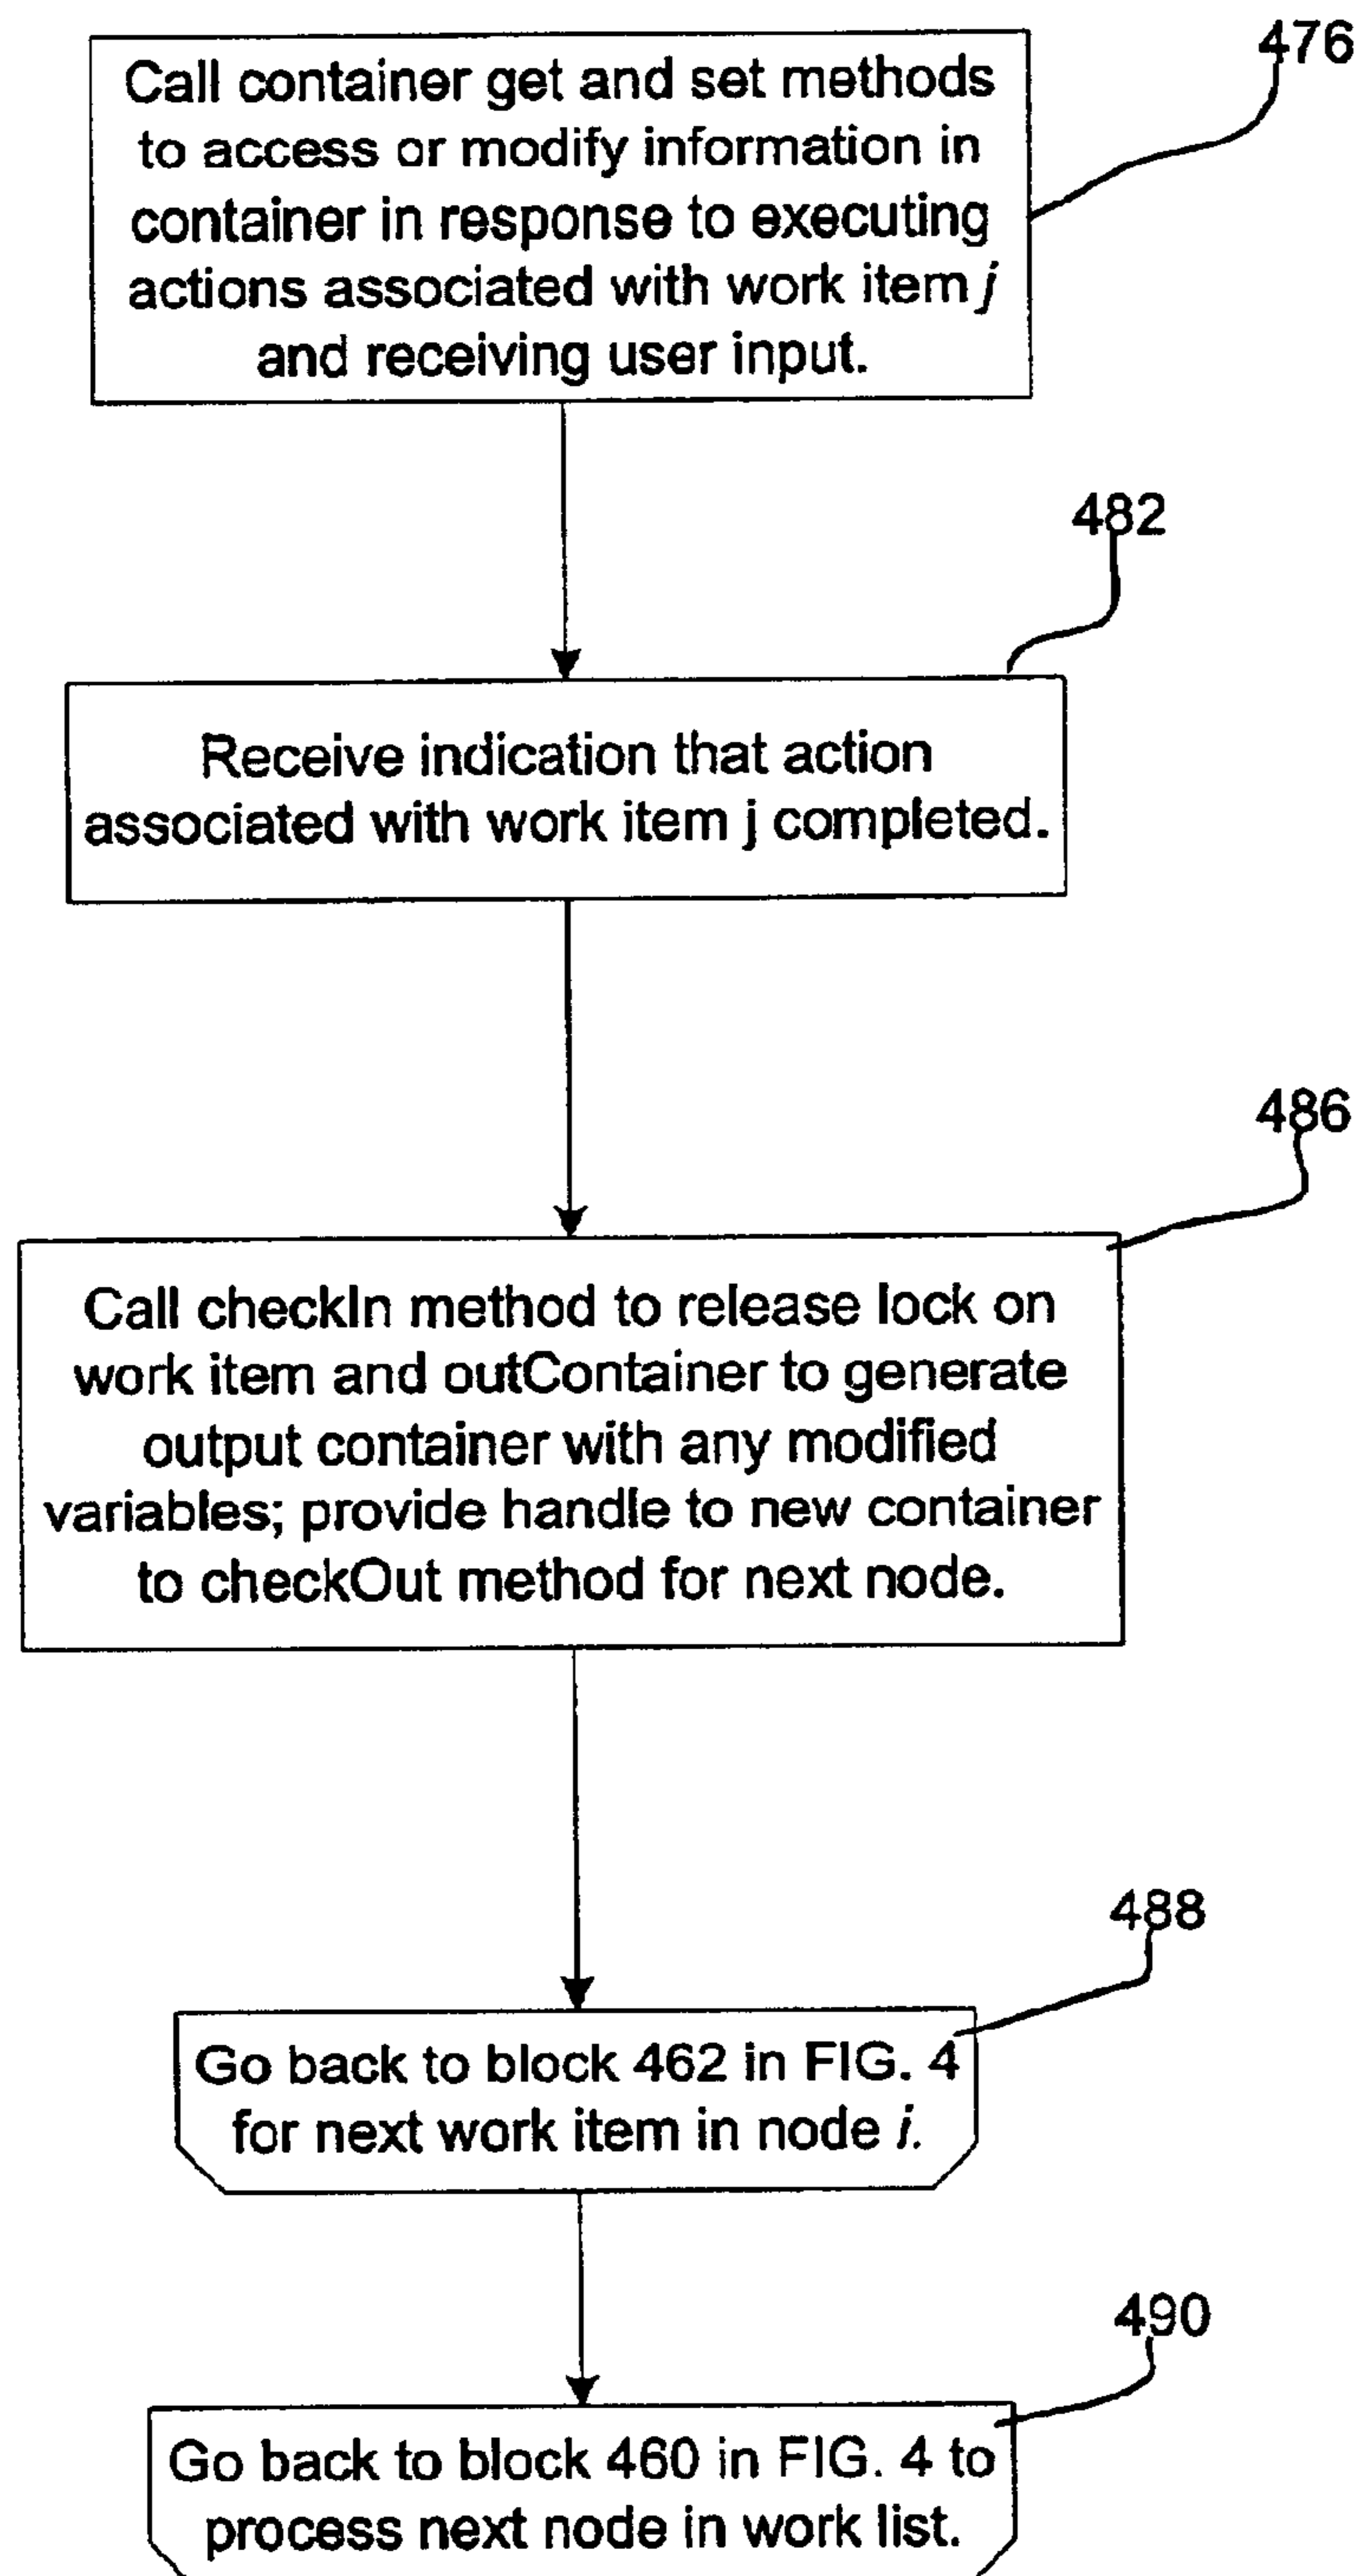 476
Call container get and set methods
to access or modify information in
container in response to executing
actions associated with work item j
and receiving user input.
482
Receive indication that action
associated with work item j completed.
486
Call checkIn method to release lock on
work item and outContainer to generate
output container with any modified
variables; provide handle to new container
to checkOut method for next node.
488
Go back to block 462 in FIG. 4
for next work item in node i.
490
Go back to block 460 in FIG. 4 to
process next node in work list.